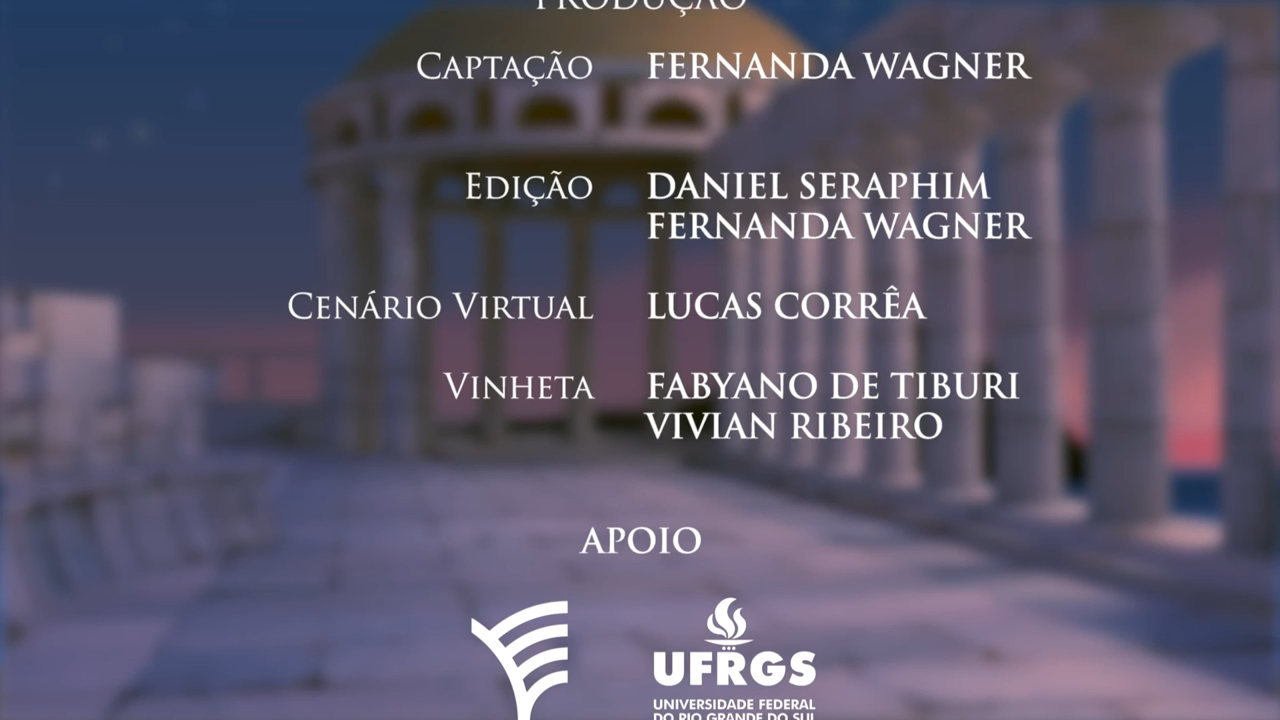 PRODUÇÃO
CAPTAÇÃO FERNANDA WAGNER
EDIÇÃO DANIEL SERAPHIM
FERNANDA WAGNER
CENÁRIO VIRTUAL LUCAS CORRÊA
VINHETA FABYANO DE TIBURI
VIVIAN RIBEIRO
APOIO
UFRGS
UNIVERSIDADE FEDERAL
DO RIO GRANDE DO SUL